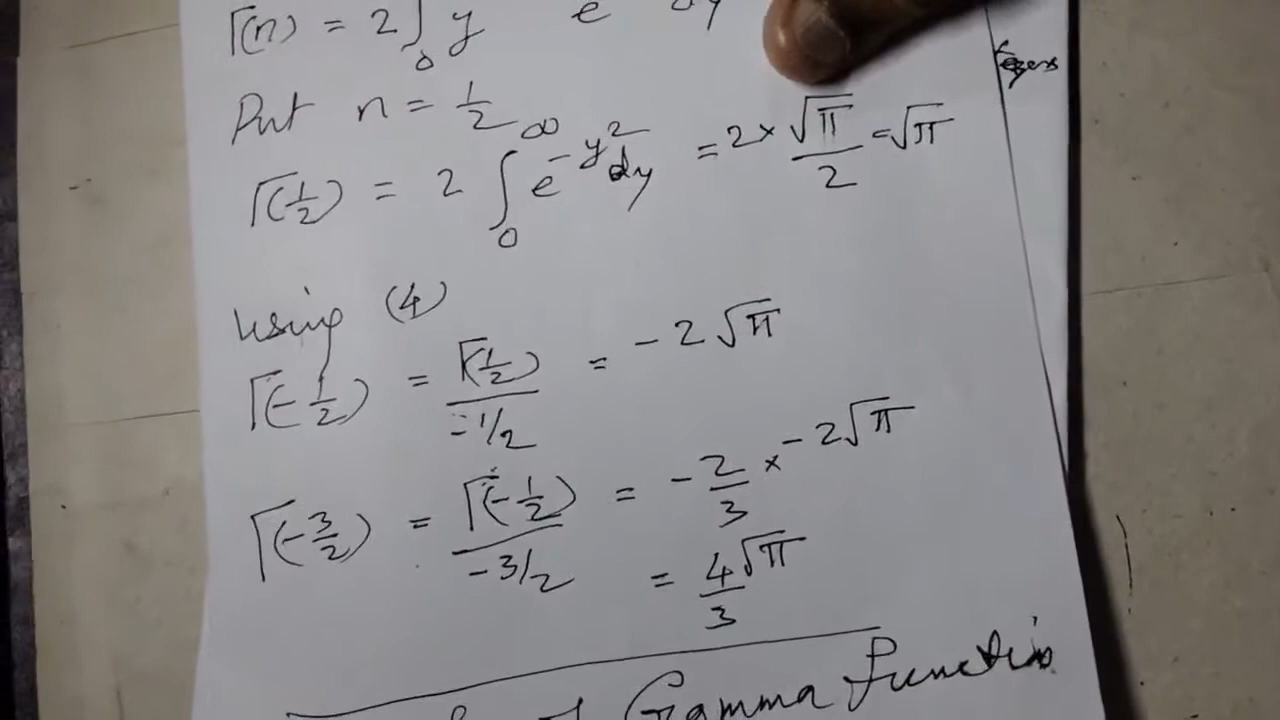 Γ(n) = 2∫₀ y e dy
Put n = 1/2
Γ(1/2) = 2 ∫₀^∞ e^(-y²) dy = 2 × √π/2 = √π
using (4)
Γ(-1/2) = Γ(1/2)/(-1/2) = -2√π
Γ(-3/2) = Γ(-1/2)/(-3/2) = -2/3 × -2√π
= 4/3 √π
Gamma function